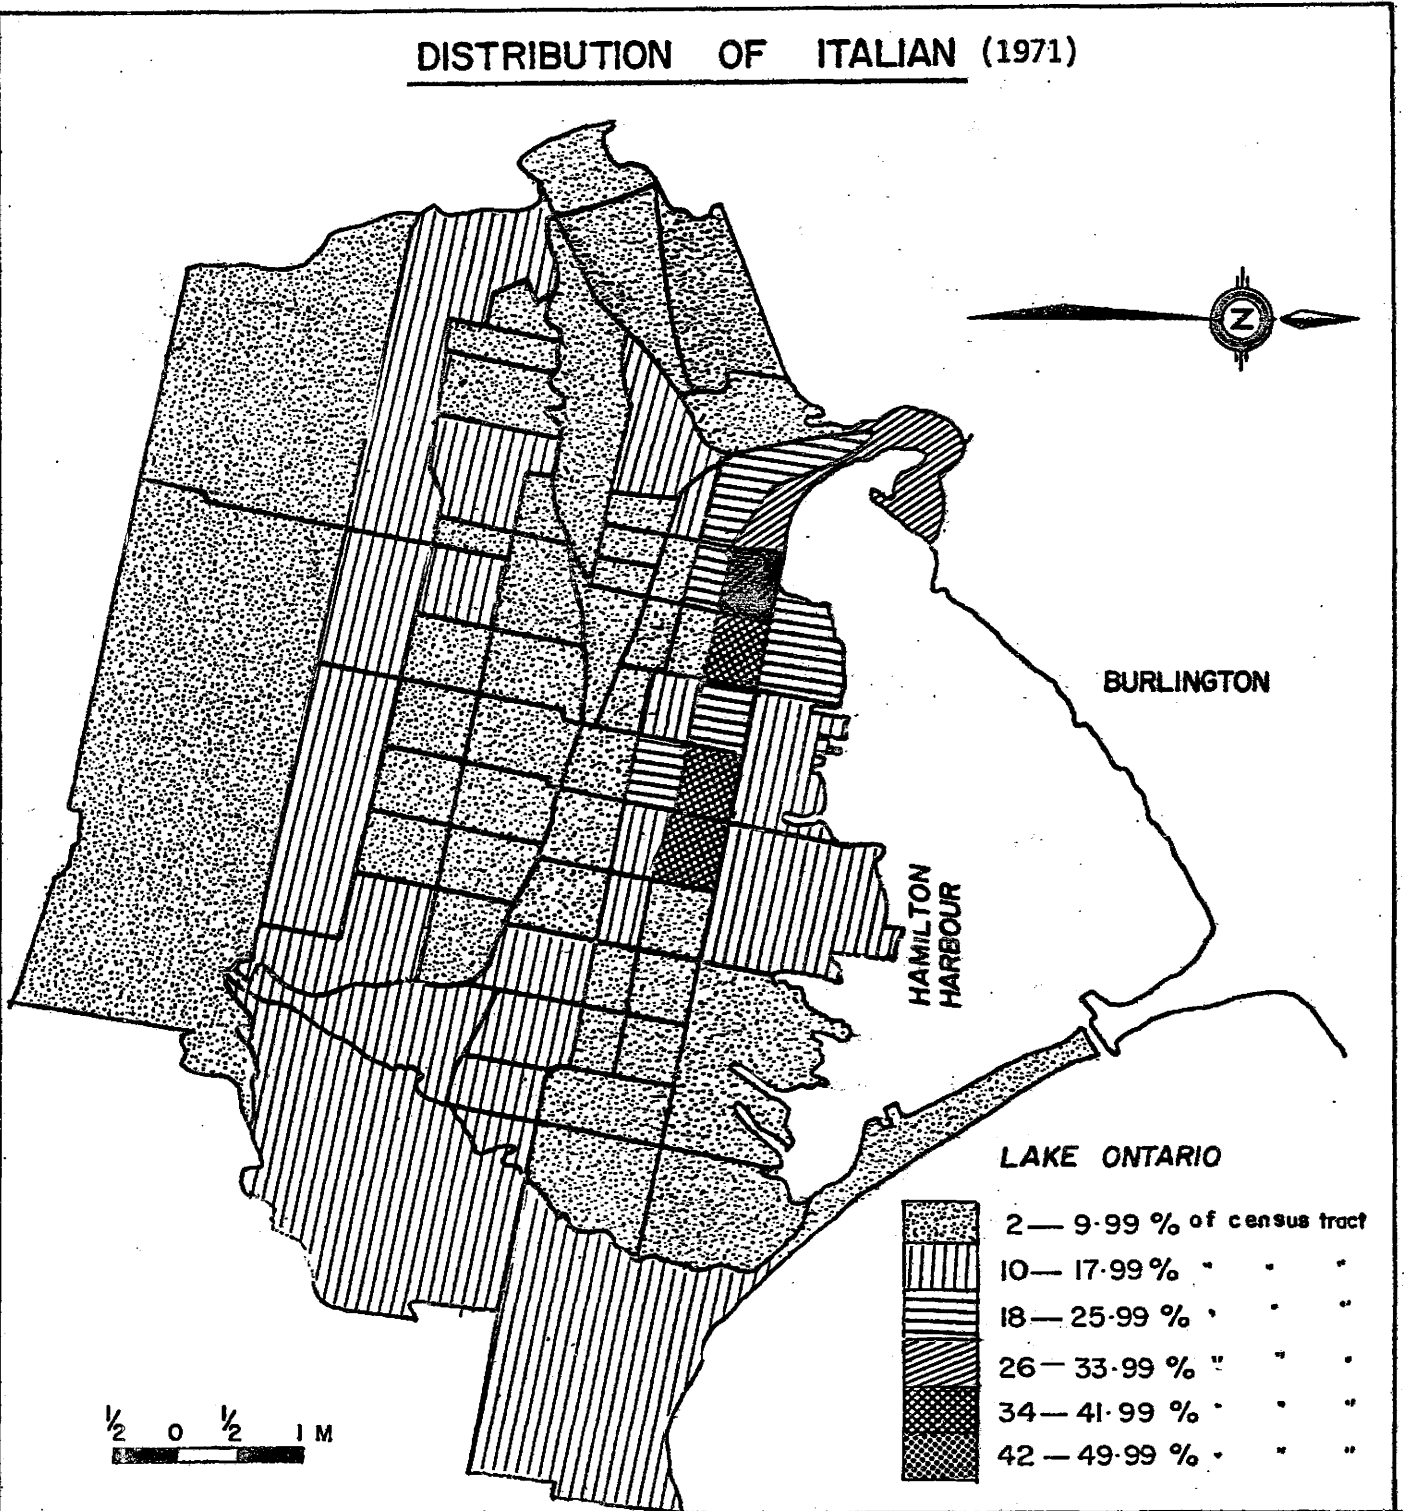 DISTRIBUTION OF ITALIAN (1971)
N
BURLINGTON
HAMILTON
HARBOUR
LAKE ONTARIO
2 — 9·99 % of census tract
10 — 17·99 % " " "
18 — 25·99 % " " "
26 — 33·99 % " " "
34 — 41·99 % " " "
42 — 49·99 % " " "
½ 0 ½ 1 M